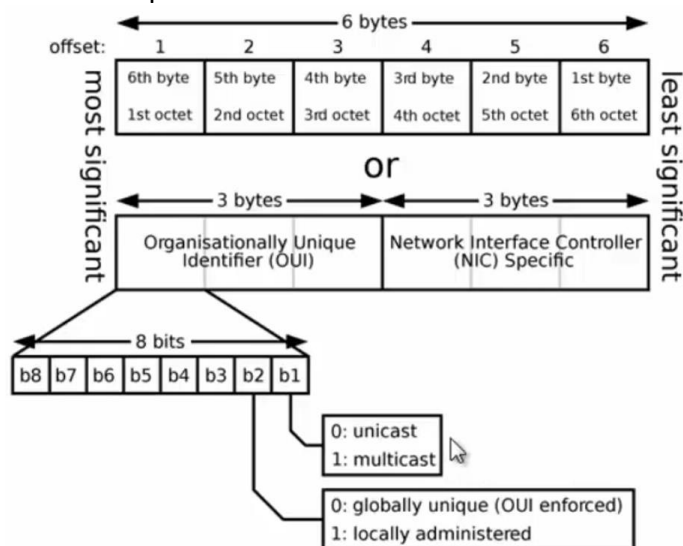 6 bytes
offset: 1 2 3 4 5 6
most significant
6th byte 5th byte 4th byte 3rd byte 2nd byte 1st byte
1st octet 2nd octet 3rd octet 4th octet 5th octet 6th octet
least significant
or
3 bytes 3 bytes
Organisationally Unique
Identifier (OUI)
Network Interface Controller
(NIC) Specific
8 bits
b8 b7 b6 b5 b4 b3 b2 b1
0: unicast
1: multicast
0: globally unique (OUI enforced)
1: locally administered